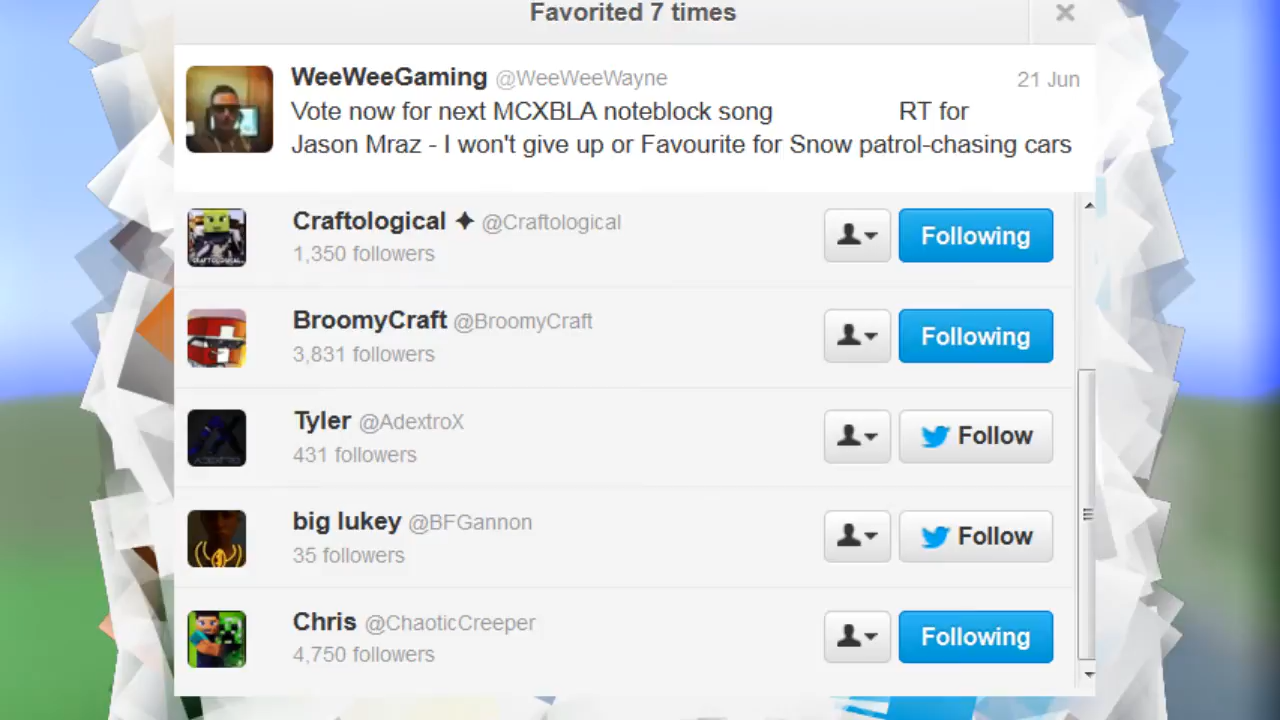 Favorited 7 times
WeeWeeGaming @WeeWeeWayne 21 Jun
Vote now for next MCXBLA noteblock song RT for
Jason Mraz - I won't give up or Favourite for Snow patrol-chasing cars
Craftological ✦ @Craftological
1,350 followers
Following
BroomyCraft @BroomyCraft
3,831 followers
Following
Tyler @AdextroX
431 followers
Follow
big lukey @BFGannon
35 followers
Follow
Chris @ChaoticCreeper
4,750 followers
Following